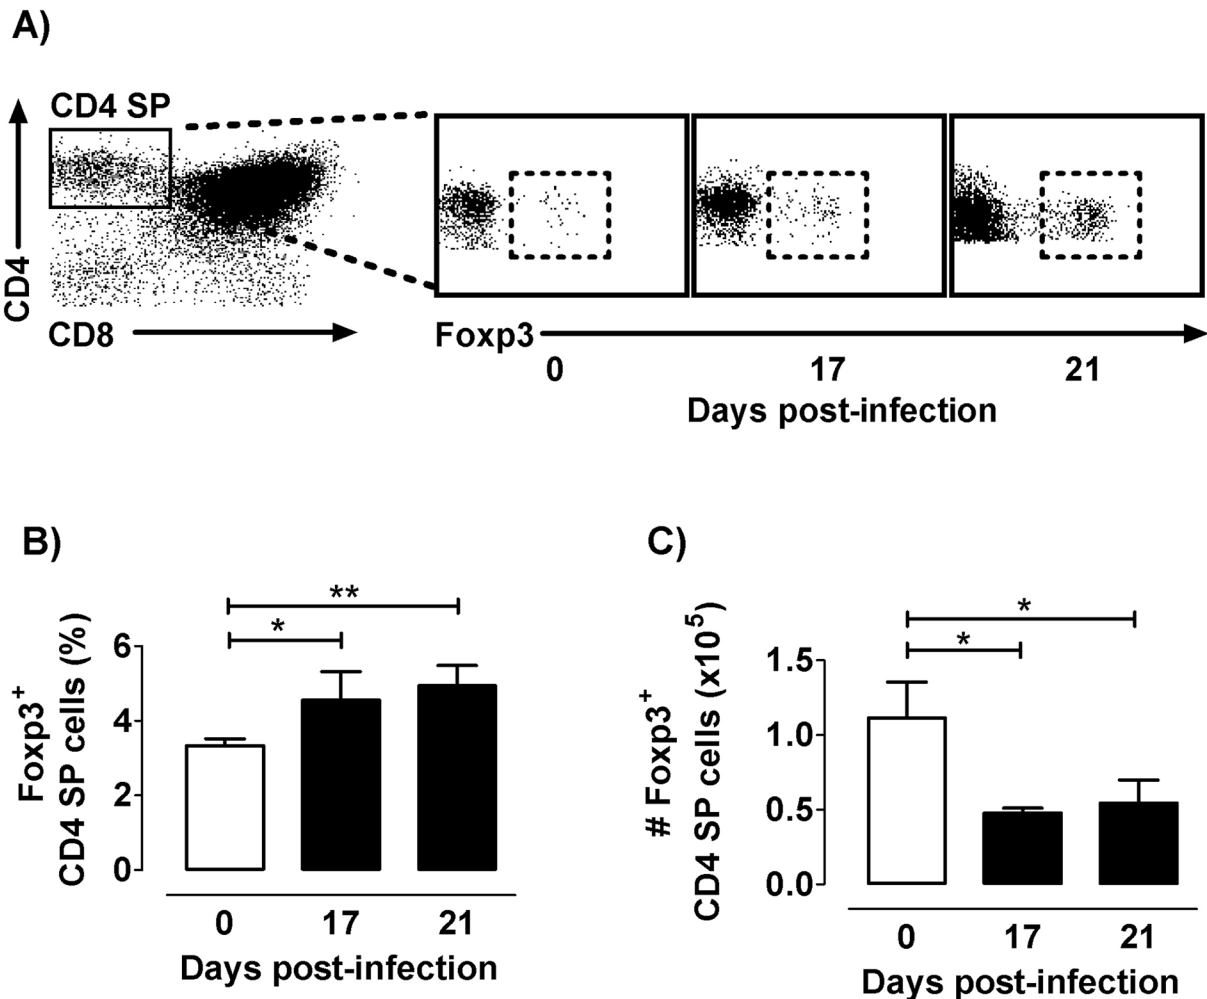 A)
CD4 SP
CD4
CD8
Foxp3
0 17 21
Days post-infection
B)
**
*
Foxp3+
CD4 SP cells (%)
6
4
2
0
0 17 21
Days post-infection
C)
*
*
# Foxp3+
CD4 SP cells (x10⁵)
1.5
1.0
0.5
0.0
0 17 21
Days post-infection